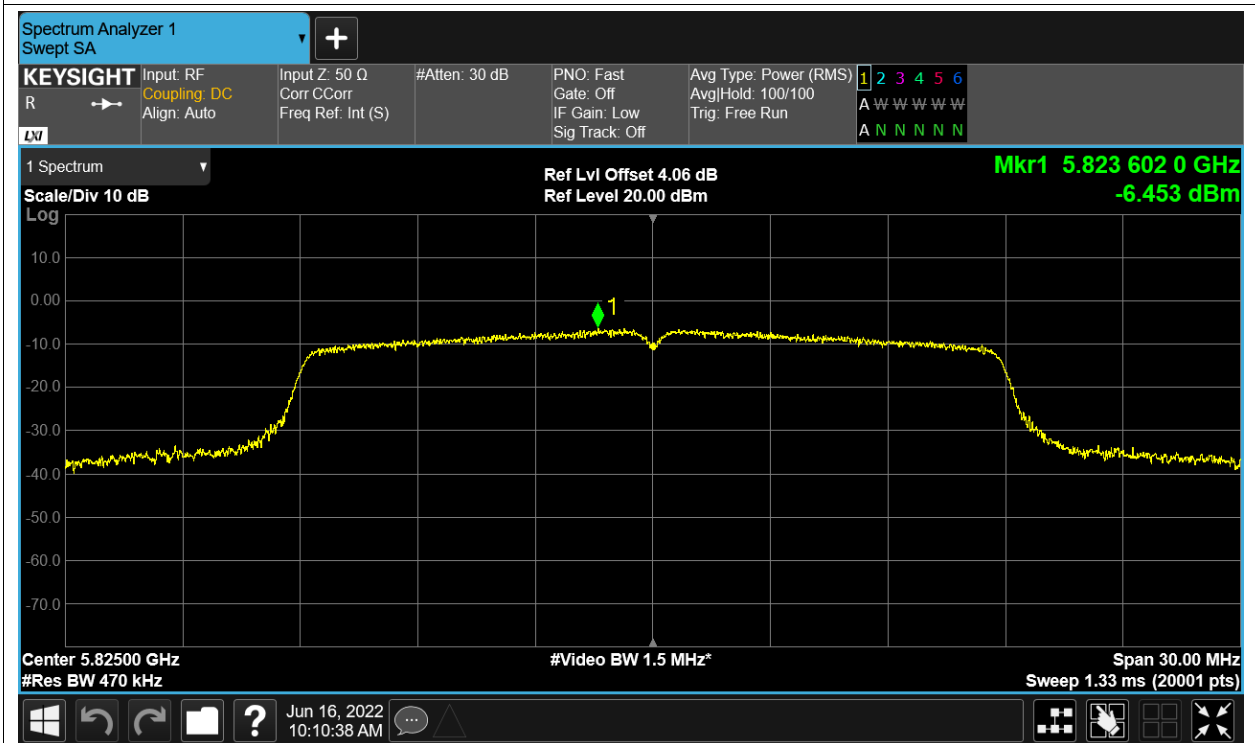 Spectrum Analyzer 1
Swept SA
KEYSIGHT
R
LXI
Input: RF
Coupling: DC
Align: Auto
Input Z: 50 Ω
Corr CCorr
Freq Ref: Int (S)
#Atten: 30 dB
PNO: Fast
Gate: Off
IF Gain: Low
Sig Track: Off
Avg Type: Power (RMS)
Avg|Hold: 100/100
Trig: Free Run
1 2 3 4 5 6
A W W W W W
A N N N N N
1 Spectrum
Scale/Div 10 dB
Log
Ref Lvl Offset 4.06 dB
Ref Level 20.00 dBm
Mkr1 5.823 602 0 GHz
-6.453 dBm
10.0
0.00
-10.0
-20.0
-30.0
-40.0
-50.0
-60.0
-70.0
1
Center 5.82500 GHz
#Res BW 470 kHz
#Video BW 1.5 MHz*
Span 30.00 MHz
Sweep 1.33 ms (20001 pts)
?
Jun 16, 2022
10:10:38 AM